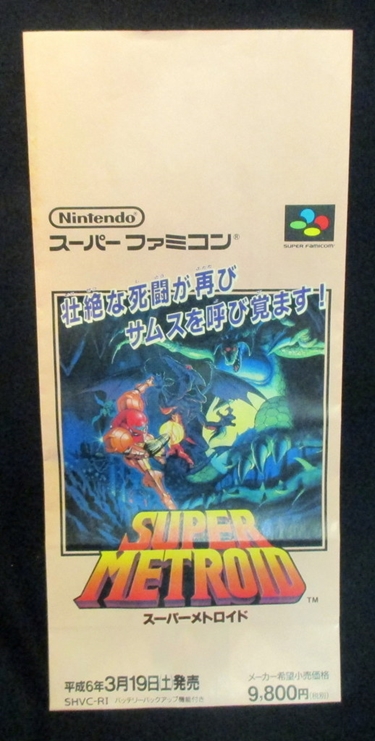 Nintendo®
スーパーファミコン®
SUPER FAMICOM
壮絶な死闘が再び
サムスを呼び覚ます!
SUPER
METROID ™
スーパーメトロイド
平成6年3月19日土発売
メーカー希望小売価格
SHVC-RI バッテリーバックアップ機能付き
9,800円(税別)